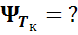 Ψ_{T_к} = ?